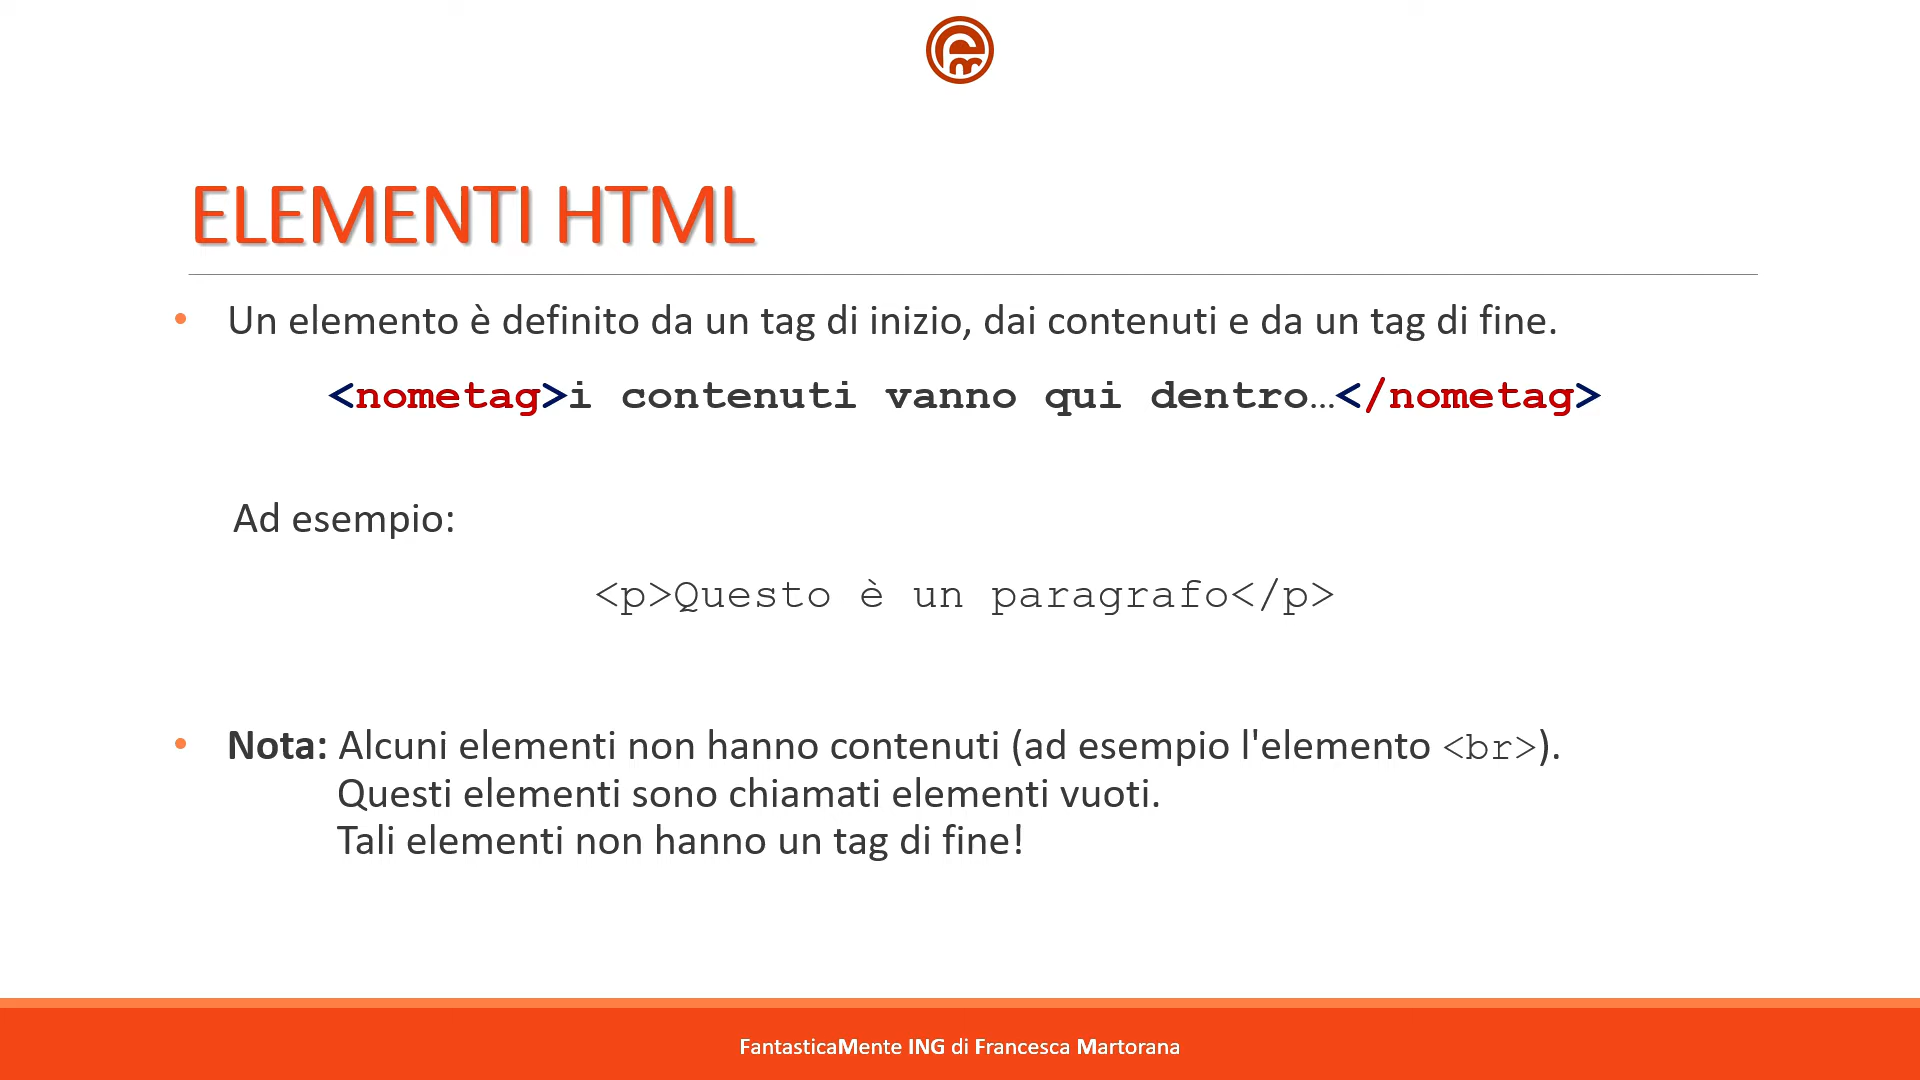 ELEMENTI HTML
• Un elemento è definito da un tag di inizio, dai contenuti e da un tag di fine.
<nometag>i contenuti vanno qui dentro…</nometag>
Ad esempio:
<p>Questo è un paragrafo</p>
• Nota: Alcuni elementi non hanno contenuti (ad esempio l'elemento <br>).
Questi elementi sono chiamati elementi vuoti.
Tali elementi non hanno un tag di fine!
FantasticaMente ING di Francesca Martorana